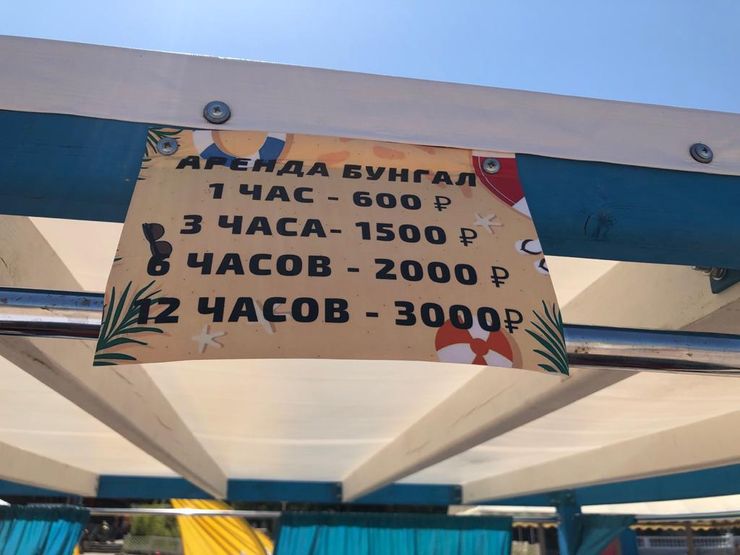 АРЕНДА БУНГАЛ
1 ЧАС - 600 ₽
3 ЧАСА- 1500 ₽
6 ЧАСОВ - 2000 ₽
12 ЧАСОВ - 3000₽